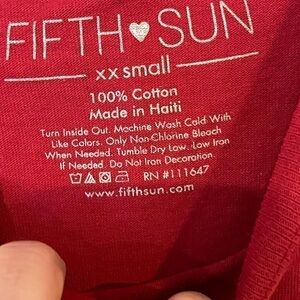 FIFTH SUN
xx small
100% Cotton
Made in Haiti
Turn Inside Out. Machine Wash Cold With
Like Colors. Only Non-Chlorine Bleach
When Needed. Tumble Dry Low. Low Iron
If Needed. Do Not Iron Decoration.
RN #111647
www.fifthsun.com